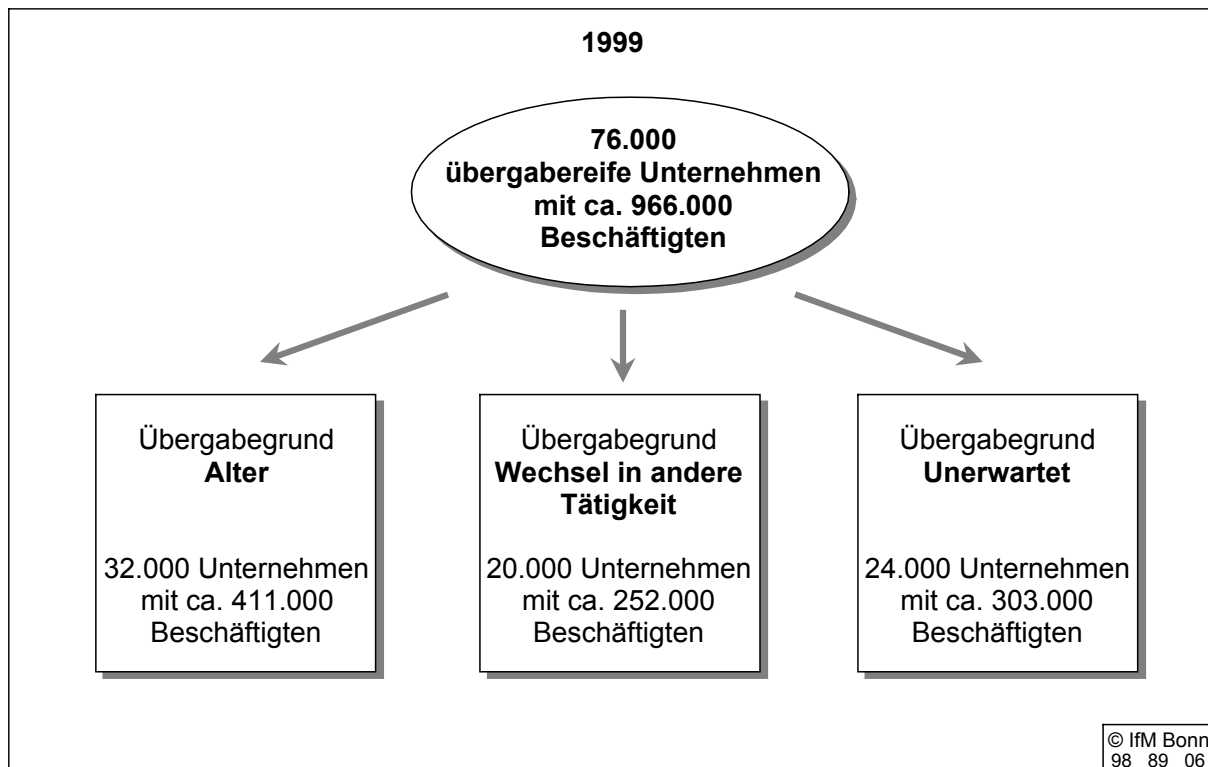 1999
76.000
übergabereife Unternehmen
mit ca. 966.000
Beschäftigten
Übergabegrund
Alter
32.000 Unternehmen
mit ca. 411.000
Beschäftigten
Übergabegrund
Wechsel in andere
Tätigkeit
20.000 Unternehmen
mit ca. 252.000
Beschäftigten
Übergabegrund
Unerwartet
24.000 Unternehmen
mit ca. 303.000
Beschäftigten
© IfM Bonn
98 89 06